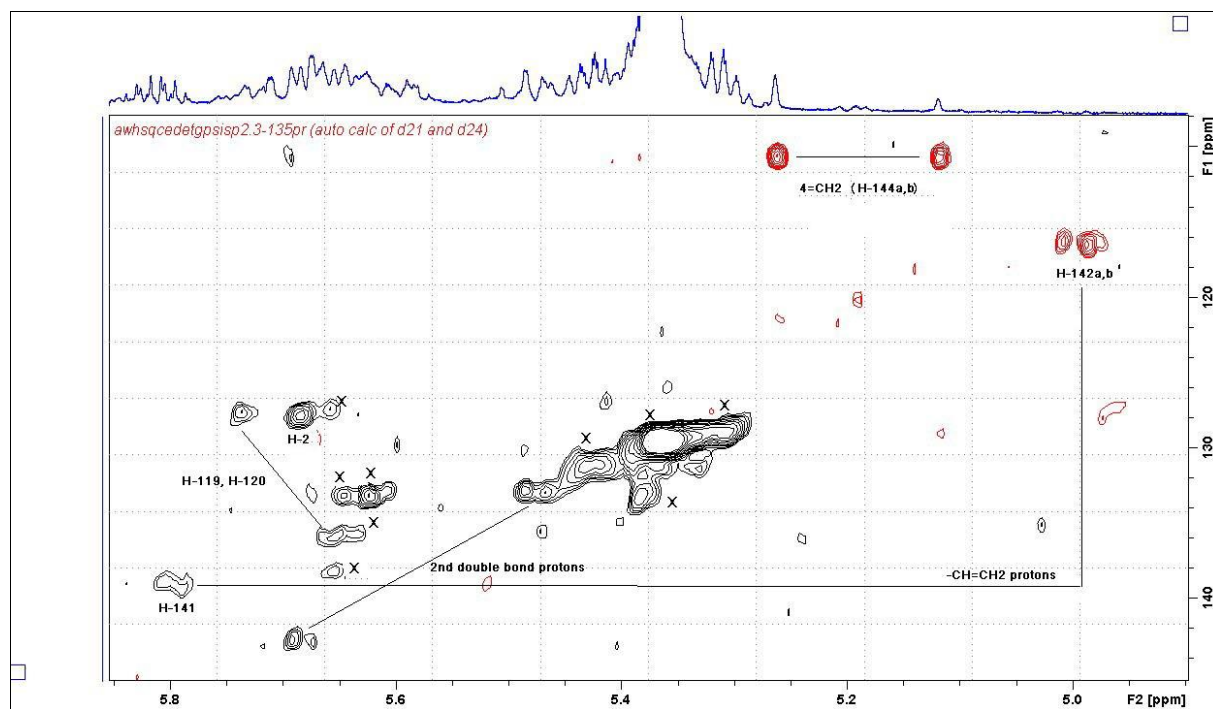 awhsqcedetgpsisp2.3-135pr (auto calc of d21 and d24)
4=CH2 (H-144a,b)
H-142a,b
120
X
X
H-2
X
X
130
X X
H-119, H-120
X
X
2nd double bond protons
X
-CH=CH2 protons
H-141
140
5.8 5.6 5.4 5.2 5.0 F2 [ppm]
F1 [ppm]